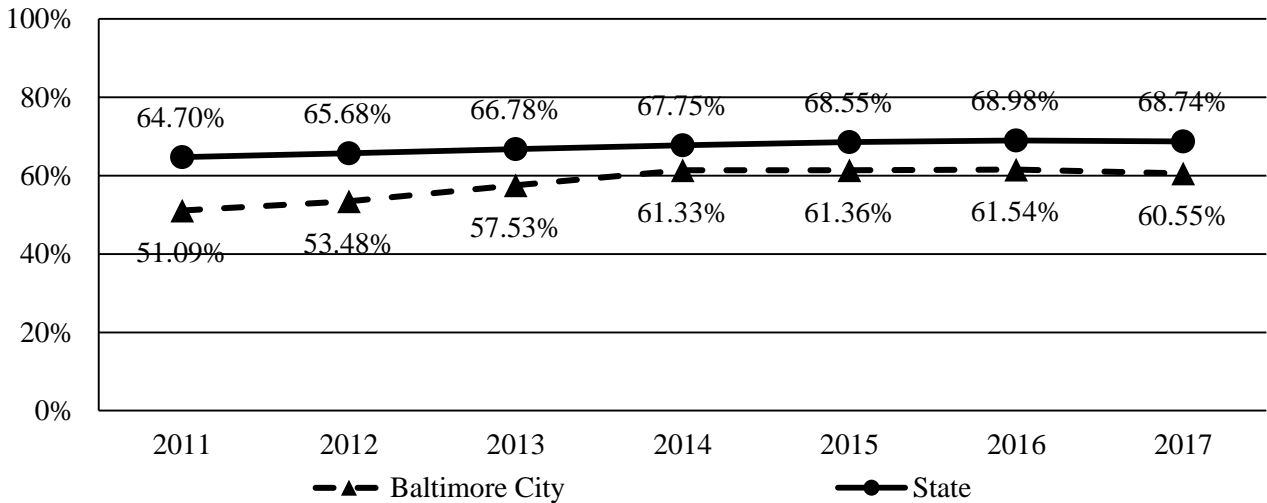 100%
80%
60%
40%
20%
0%
64.70% 65.68% 66.78% 67.75% 68.55% 68.98% 68.74%
51.09% 53.48% 57.53% 61.33% 61.36% 61.54% 60.55%
2011 2012 2013 2014 2015 2016 2017
Baltimore City State